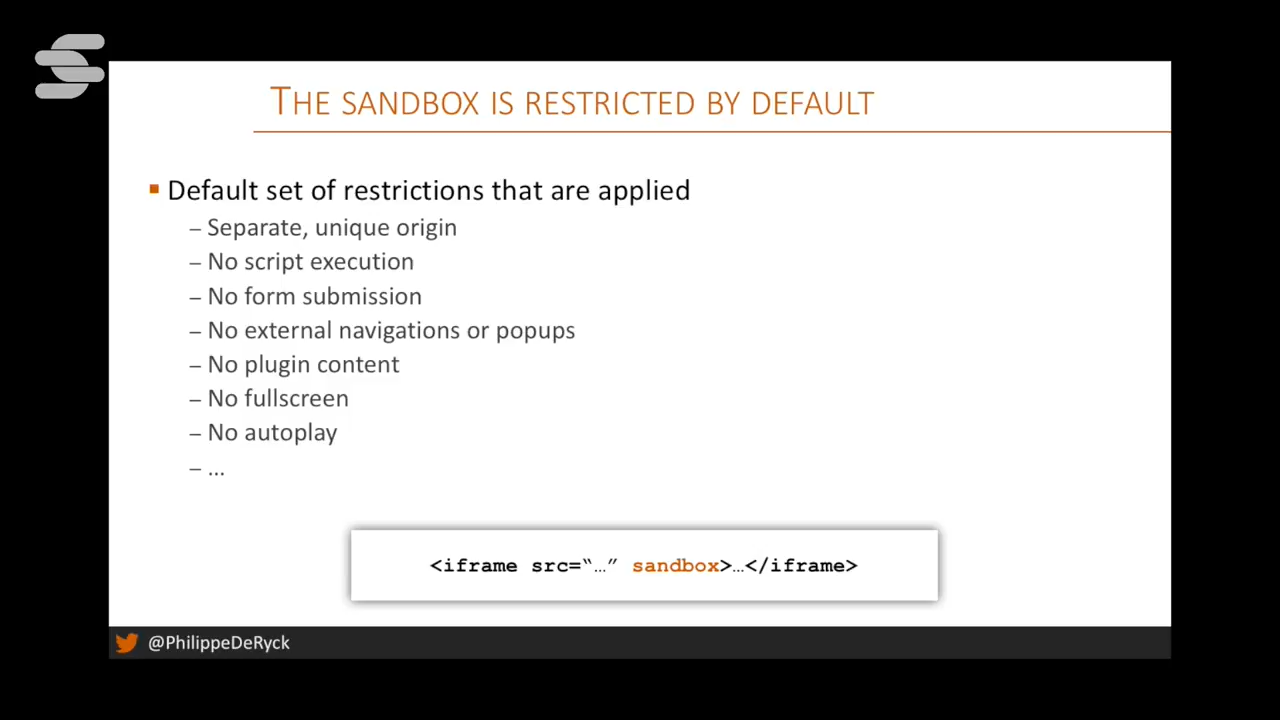 THE SANDBOX IS RESTRICTED BY DEFAULT
▪ Default set of restrictions that are applied
– Separate, unique origin
– No script execution
– No form submission
– No external navigations or popups
– No plugin content
– No fullscreen
– No autoplay
– …
<iframe src=“…” sandbox>…</iframe>
@PhilippeDeRyck